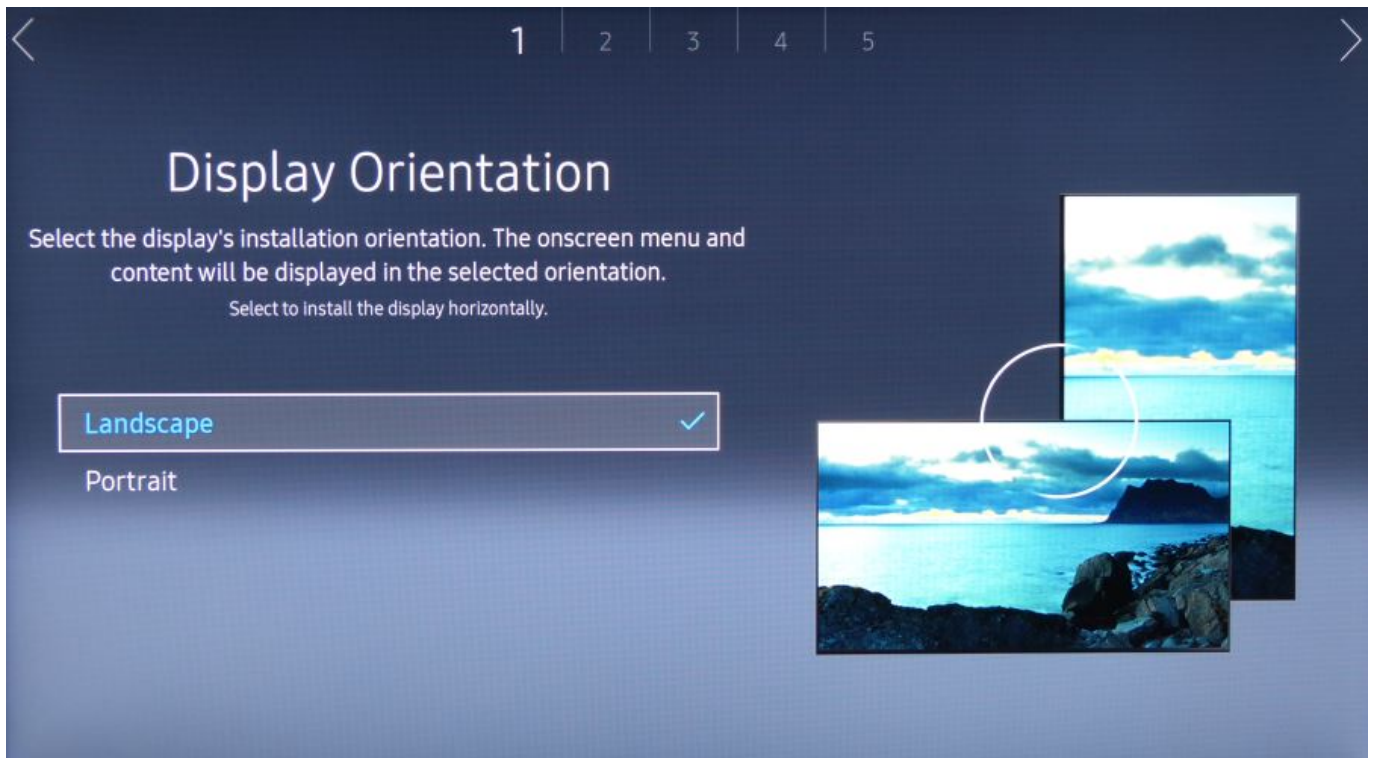 1 2 3 4 5
Display Orientation
Select the display's installation orientation. The onscreen menu and
content will be displayed in the selected orientation.
Select to install the display horizontally.
Landscape
Portrait